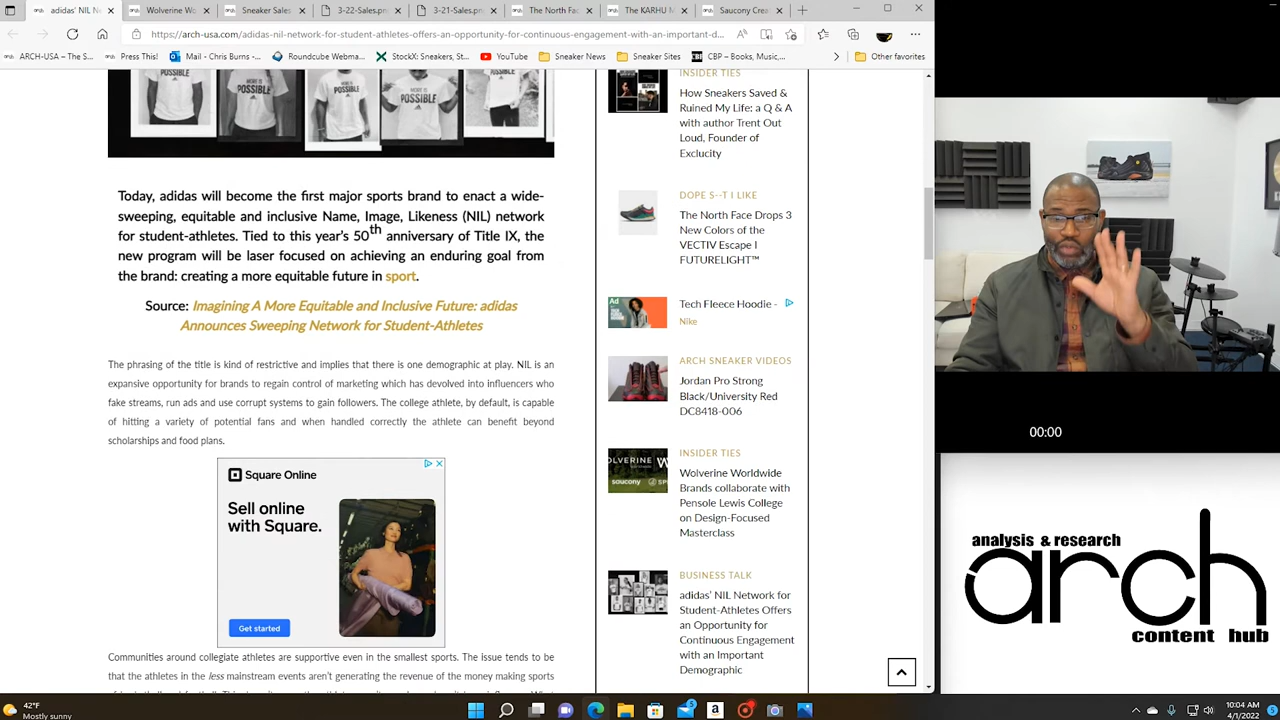 adidas' NIL N
Wolverine Wo
Sneaker Sales
3-22-Sales.pn
3-21-Sales.pn
The North Fac
The KARHU M
Saucony Crea
https://arch-usa.com/adidas-nil-network-for-student-athletes-offers-an-opportunity-for-continuous-engagement-with-an-important-d...
ARCH-USA – The S...
Press This!
Mail - Chris Burns -...
Roundcube Webma...
StockX: Sneakers, St...
YouTube
Sneaker News
Sneaker Sites
CBP – Books, Music,...
Other favorites
POSSIBLE
MORE IS
POSSIBLE
POSSIBLE
MORE IS
POSSIBLE
POSSIBLE
Today, adidas will become the first major sports brand to enact a wide-
sweeping, equitable and inclusive Name, Image, Likeness (NIL) network
for student-athletes. Tied to this year's 50th anniversary of Title IX, the
new program will be laser focused on achieving an enduring goal from
the brand: creating a more equitable future in sport.
Source: Imagining A More Equitable and Inclusive Future: adidas
Announces Sweeping Network for Student-Athletes
The phrasing of the title is kind of restrictive and implies that there is one demographic at play. NIL is an
expansive opportunity for brands to regain control of marketing which has devolved into influencers who
fake streams, run ads and use corrupt systems to gain followers. The college athlete, by default, is capable
of hitting a variety of potential fans and when handled correctly the athlete can benefit beyond
scholarships and food plans.
Square Online
Sell online
with Square.
Get started
Communities around collegiate athletes are supportive even in the smallest sports. The issue tends to be
that the athletes in the less mainstream events aren't generating the revenue of the money making sports
INSIDER TIES
How Sneakers Saved &
Ruined My Life: a Q & A
with author Trent Out
Loud, Founder of
Exclucity
DOPE S--T I LIKE
The North Face Drops 3
New Colors of the
VECTIV Escape I
FUTURELIGHT™
Ad
Tech Fleece Hoodie -
Nike
ARCH SNEAKER VIDEOS
Jordan Pro Strong
Black/University Red
DC8418-006
INSIDER TIES
Wolverine Worldwide
Brands collaborate with
Pensole Lewis College
on Design-Focused
Masterclass
saucony
BUSINESS TALK
adidas' NIL Network for
Student-Athletes Offers
an Opportunity for
Continuous Engagement
with an Important
Demographic
00:00
analysis & research
arch
content hub
42°F
Mostly sunny
10:04 AM
4/1/2022